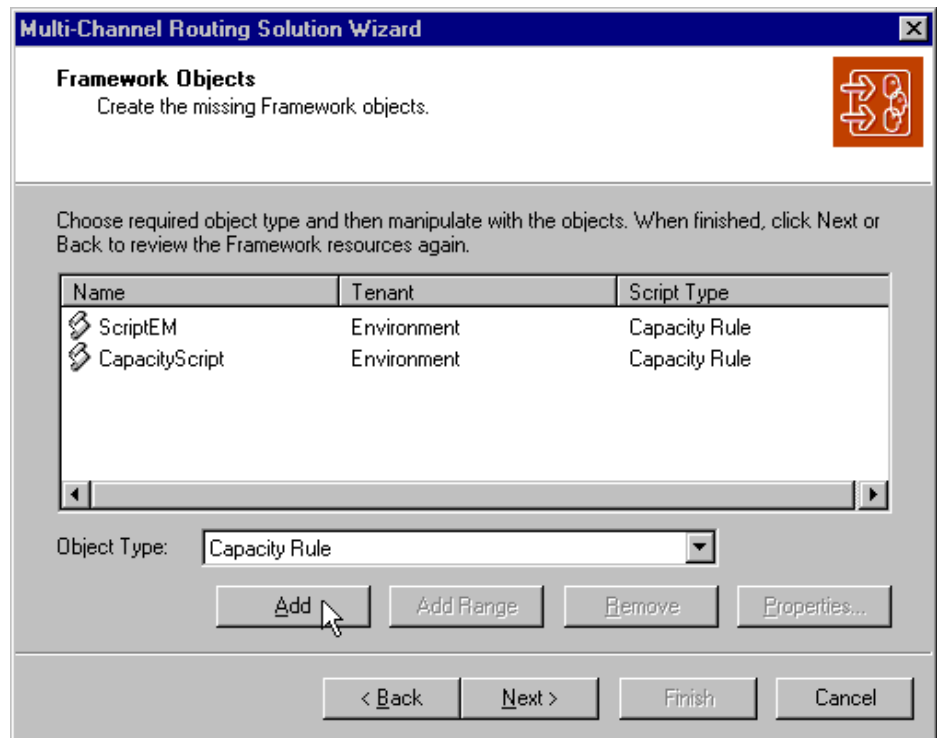 Multi-Channel Routing Solution Wizard
Framework Objects
Create the missing Framework objects.
Choose required object type and then manipulate with the objects. When finished, click Next or
Back to review the Framework resources again.
Name Tenant Script Type
ScriptEM Environment Capacity Rule
CapacityScript Environment Capacity Rule
Object Type: Capacity Rule
Add Add Range Remove Properties...
< Back Next > Finish Cancel